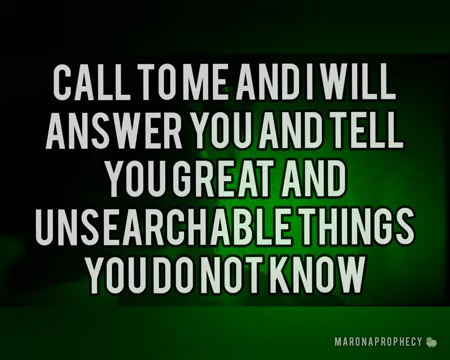 CALL TO ME AND I WILL
ANSWER YOU AND TELL
YOU GREAT AND
UNSEARCHABLE THINGS
YOU DO NOT KNOW
MARONAPROPHECY